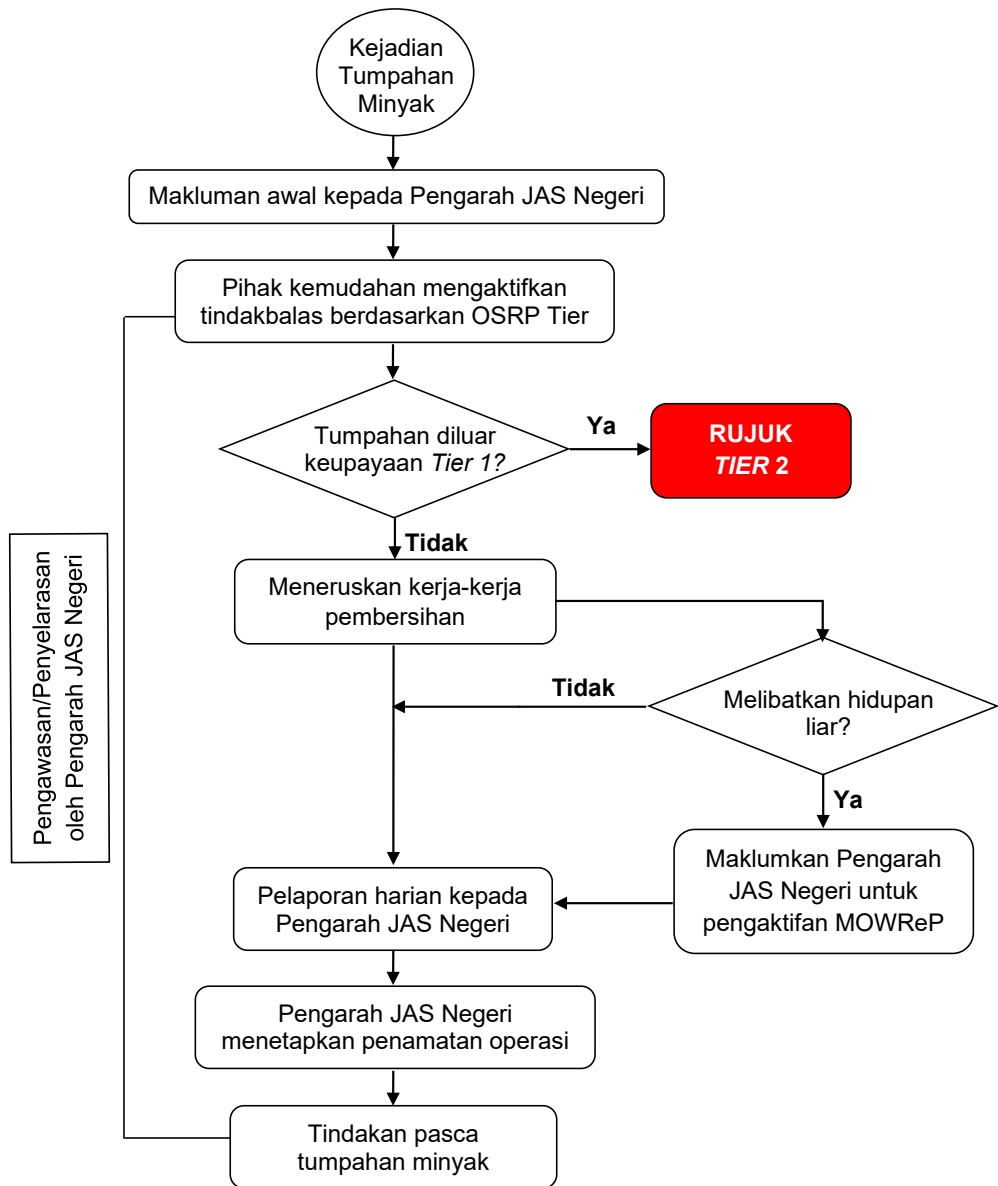 Kejadian
Tumpahan
Minyak
Makluman awal kepada Pengarah JAS Negeri
Pihak kemudahan mengaktifkan
tindakbalas berdasarkan OSRP Tier
Tumpahan diluar
keupayaan Tier 1?
Ya
RUJUK
TIER 2
Tidak
Meneruskan kerja-kerja
pembersihan
Melibatkan hidupan
liar?
Tidak
Ya
Maklumkan Pengarah
JAS Negeri untuk
pengaktifan MOWReP
Pelaporan harian kepada
Pengarah JAS Negeri
Pengarah JAS Negeri
menetapkan penamatan operasi
Tindakan pasca
tumpahan minyak
Pengawasan/Penyelarasan
oleh Pengarah JAS Negeri